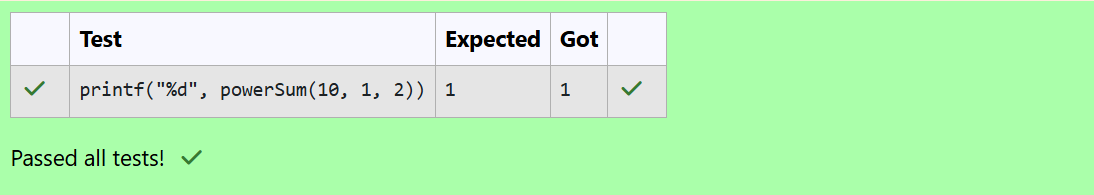 Test Expected Got
printf("%d", powerSum(10, 1, 2)) 1 1
Passed all tests!